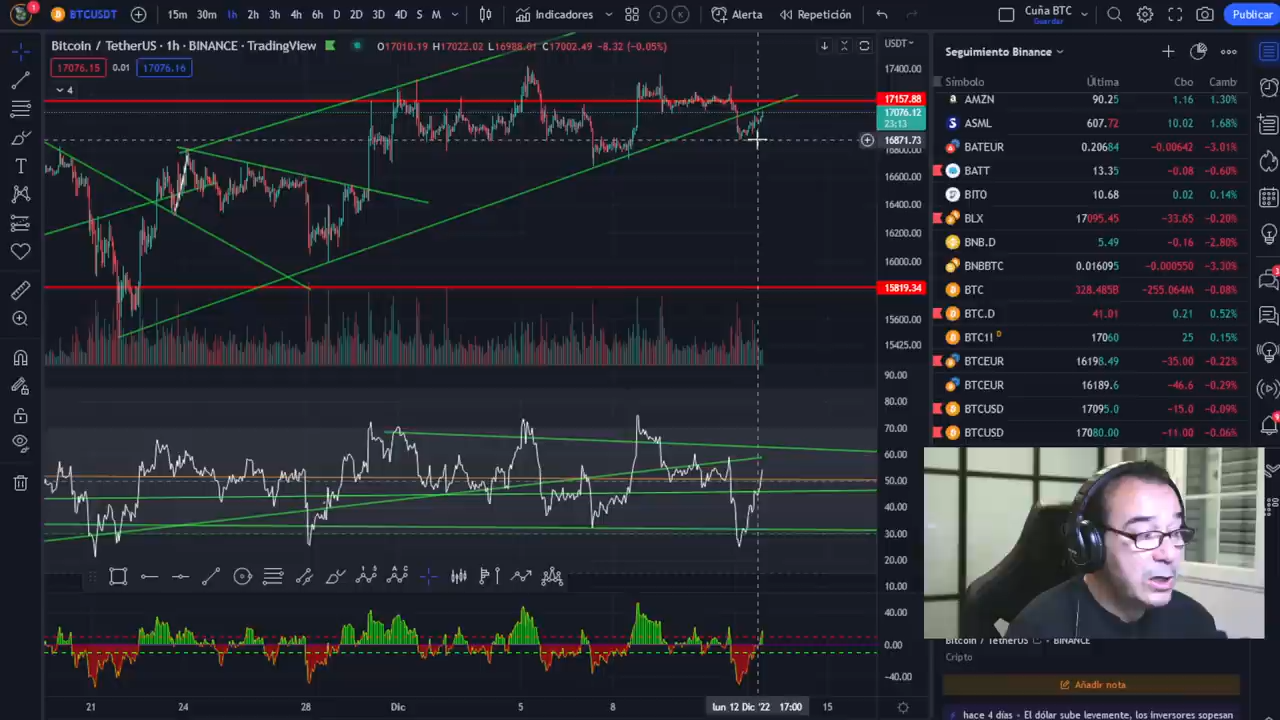 1
BTCUSDT
15m 30m 1h 2h 3h 4h 6h D 2D 3D 4D S M
Indicadores
2 K
Alerta
Repetición
Cuña BTC
Guardar
Publicar
Bitcoin / TetherUS · 1h · BINANCE · TradingView
O17010.19 H17022.02 L16988.01 C17002.49 -8.32 (-0.05%)
17076.15 0.01 17076.16
4
USDT
17400.00
17157.88
17076.12
23:13
16871.73
16800.00
16600.00
16400.00
16200.00
16000.00
15819.34
15600.00
15425.00
90.00
80.00
70.00
60.00
50.00
40.00
30.00
20.00
10.00
40.00
0.00
-40.00
21 24 28 Dic 5 8 lun 12 Dic '22 17:00 15
Seguimiento Binance
Símbolo Última Cbo Camb
AMZN 90.25 1.16 1.30%
ASML 607.72 10.02 1.68%
BATEUR 0.20684 -0.00642 -3.01%
BATT 13.35 -0.08 -0.60%
BITO 10.68 0.02 0.14%
BLX 17095.45 -33.65 -0.20%
BNB.D 5.49 -0.16 -2.80%
BNBBTC 0.016095 -0.000550 -3.30%
BTC 328.485B -255.064M -0.08%
BTC.D 41.01 0.21 0.52%
BTC1! D 17060 25 0.15%
BTCEUR 16198.49 -35.00 -0.22%
BTCEUR 16189.6 -46.6 -0.29%
BTCUSD 17095.0 -15.0 -0.09%
BTCUSD 17080.00 -11.00 -0.06%
Bitcoin / TetherUS · BINANCE
Cripto
Añadir nota
hace 4 días - El dólar sube levemente, los inversores sopesan